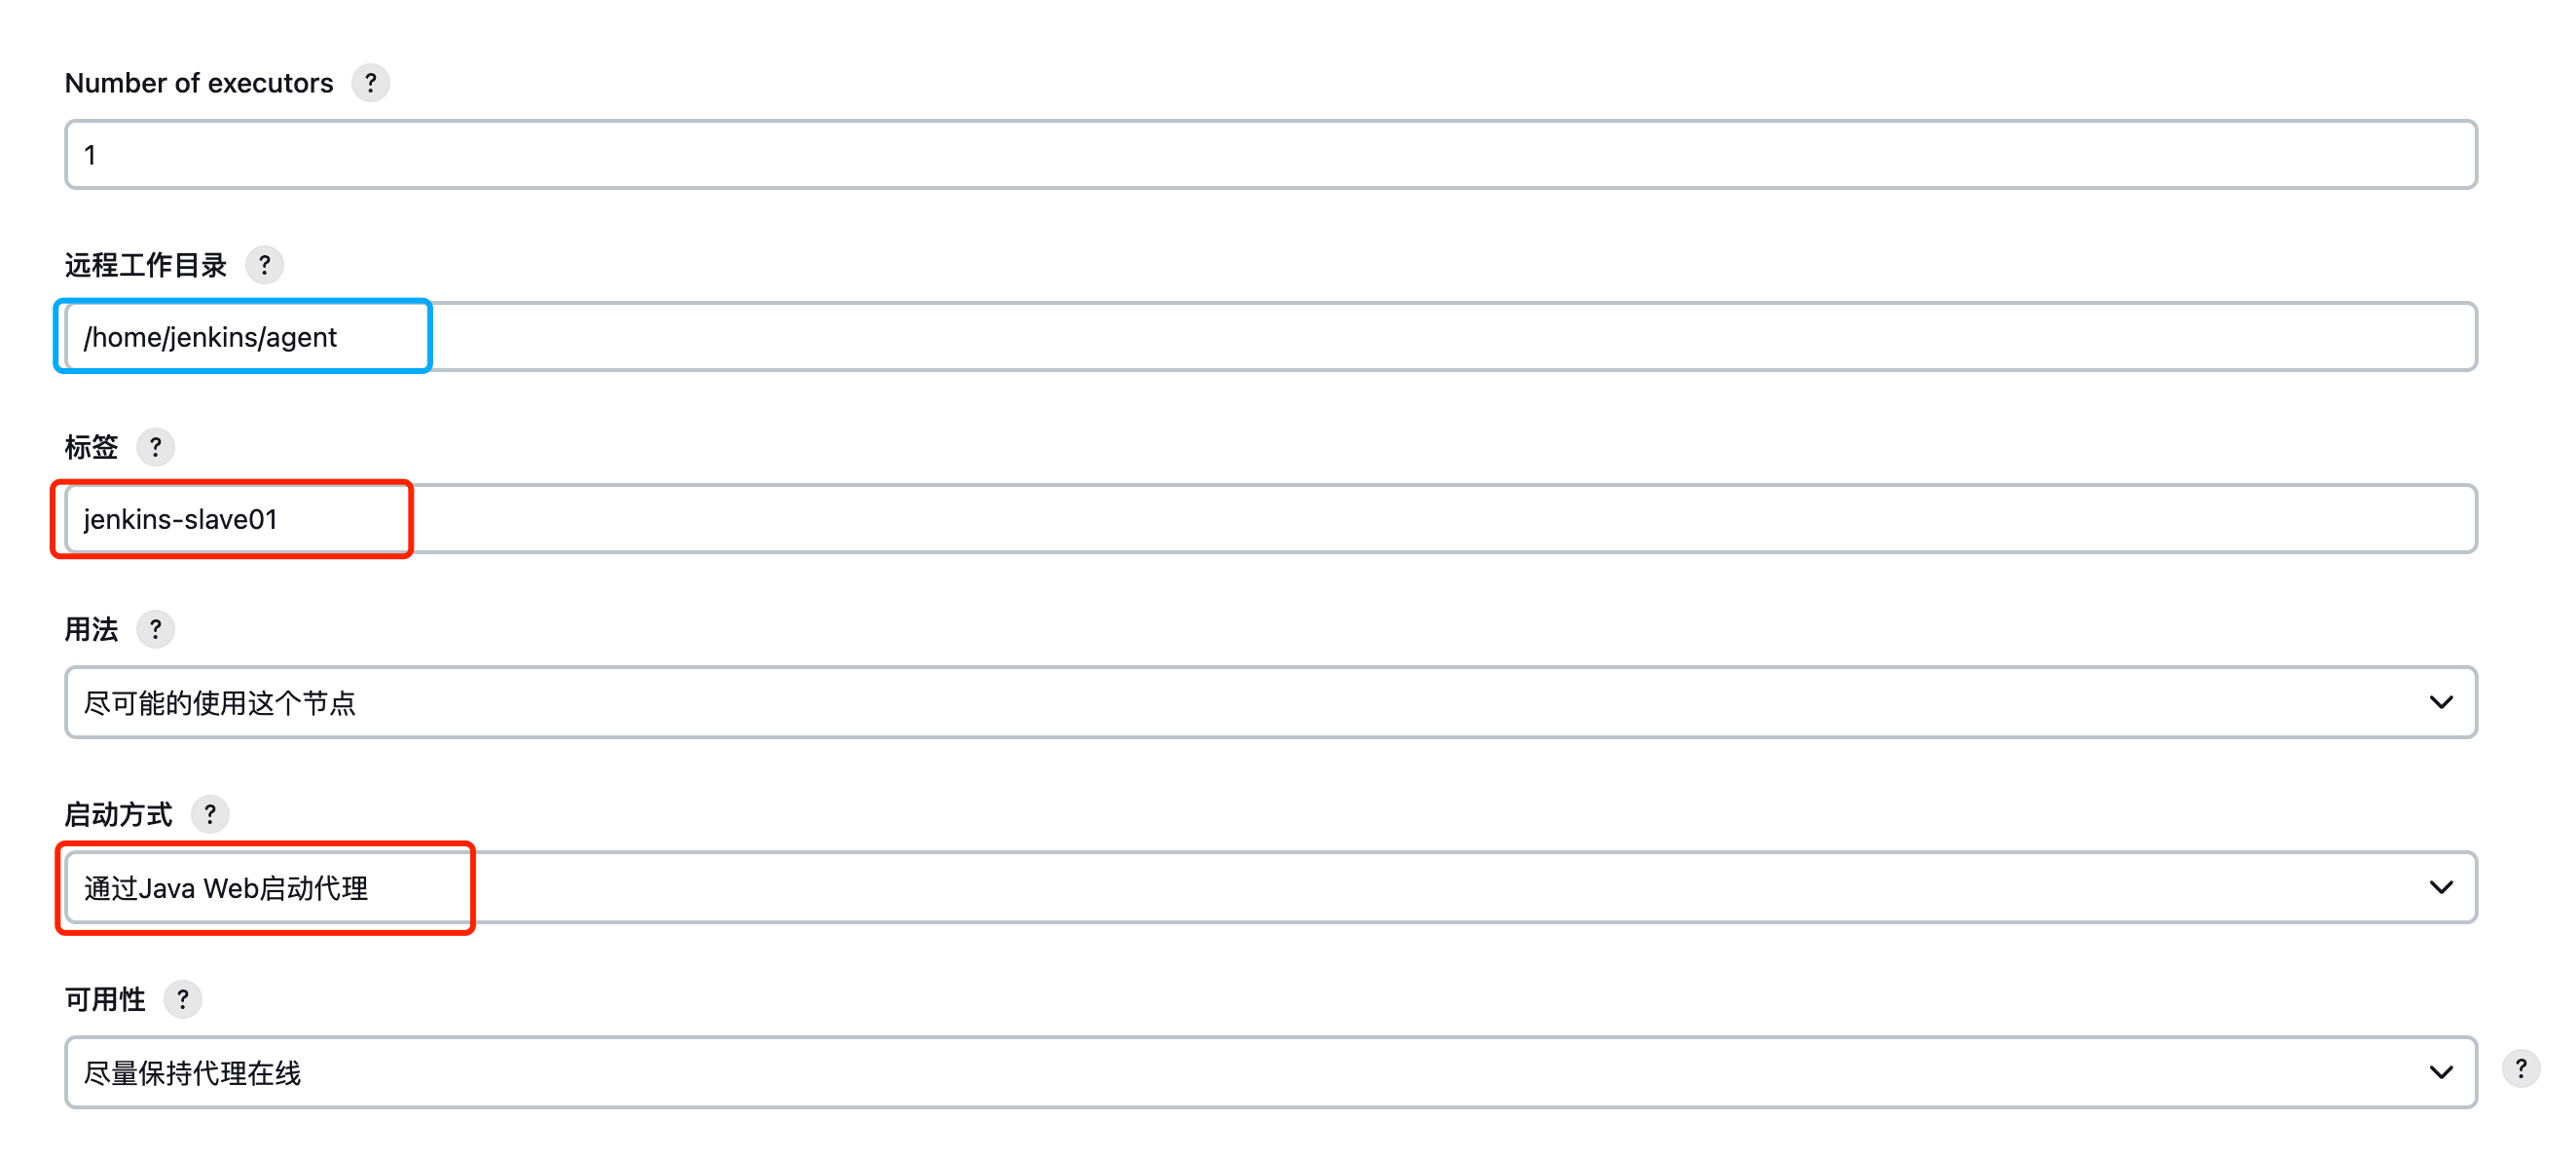 Number of executors ?
1
远程工作目录 ?
/home/jenkins/agent
标签 ?
jenkins-slave01
用法 ?
尽可能的使用这个节点
启动方式 ?
通过Java Web启动代理
可用性 ?
尽量保持代理在线
?